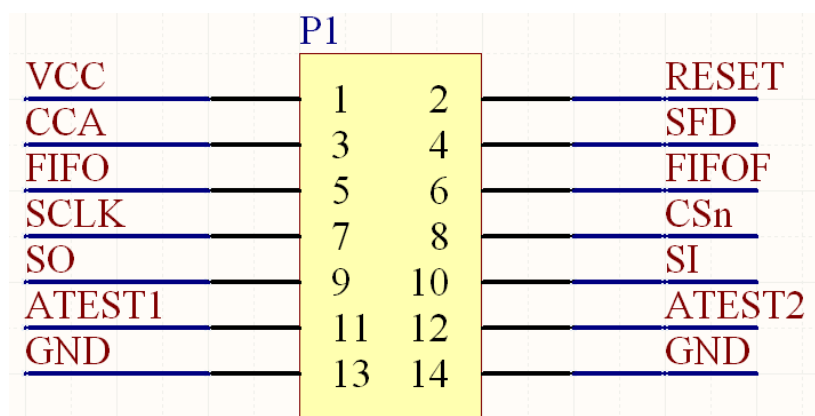 P1
VCC 1 2 RESET
CCA 3 4 SFD
FIFO 5 6 FIFOF
SCLK 7 8 CSn
SO 9 10 SI
ATEST1 11 12 ATEST2
GND 13 14 GND